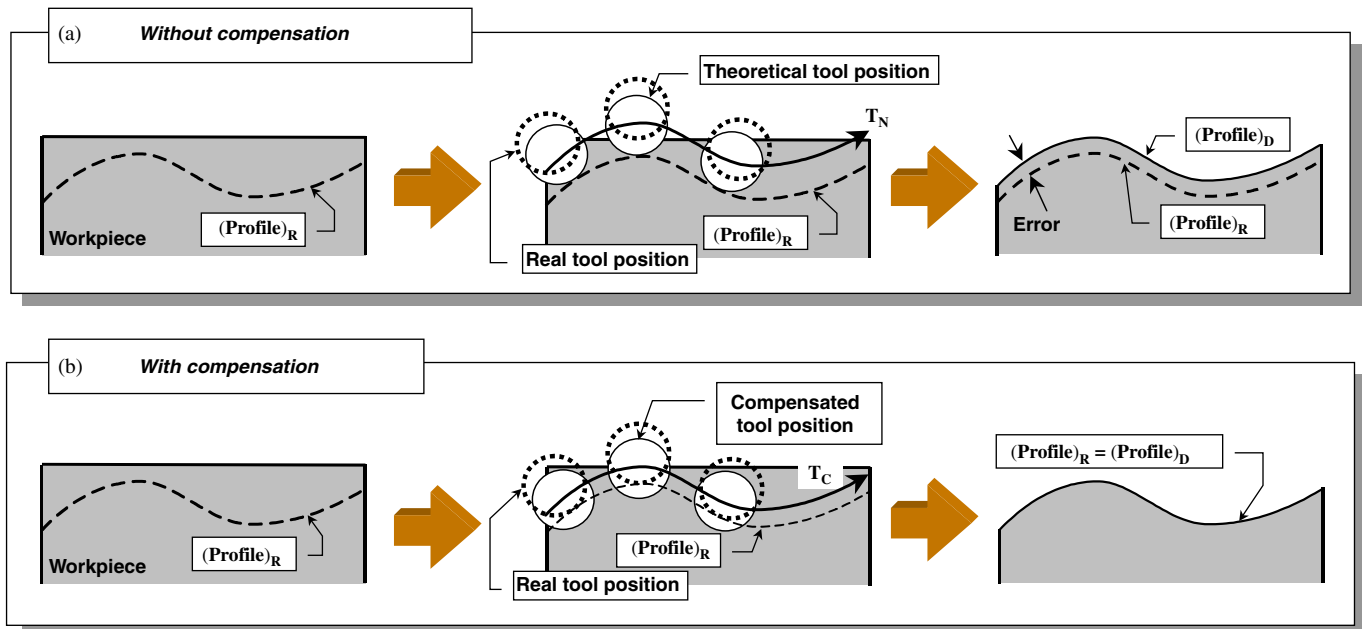 (a) Without compensation
Workpiece
(Profile)R
Theoretical tool position
TN
(Profile)R
Real tool position
(Profile)D
Error
(Profile)R
(b) With compensation
Workpiece
(Profile)R
Compensated
tool position
TC
(Profile)R
Real tool position
(Profile)R = (Profile)D